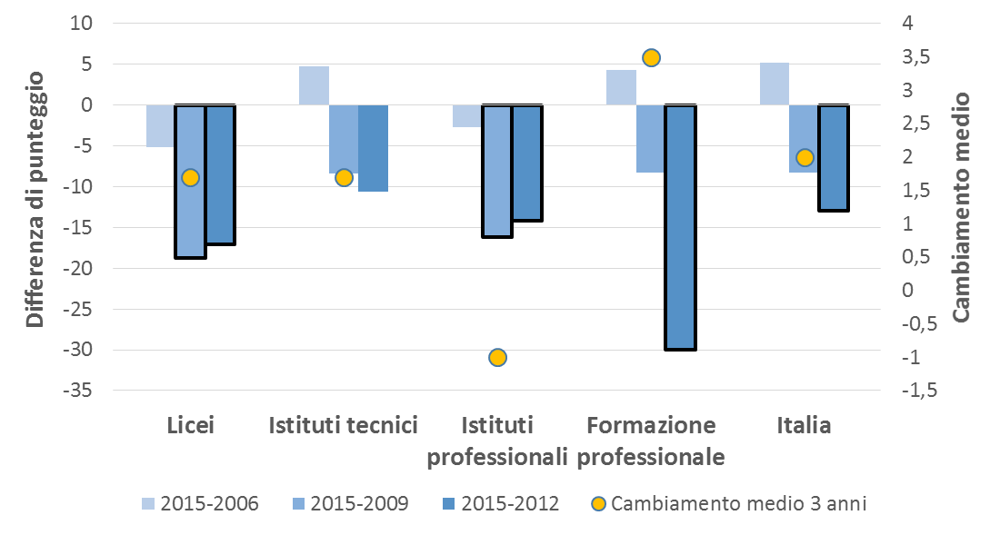 Differenza di punteggio
10
5
0
-5
-10
-15
-20
-25
-30
-35
4
3,5
3
2,5
2
1,5
1
0,5
0
-0,5
-1
-1,5
Cambiamento medio
Licei
Istituti tecnici
Istituti
professionali
Formazione
professionale
Italia
2015-2006
2015-2009
2015-2012
Cambiamento medio 3 anni